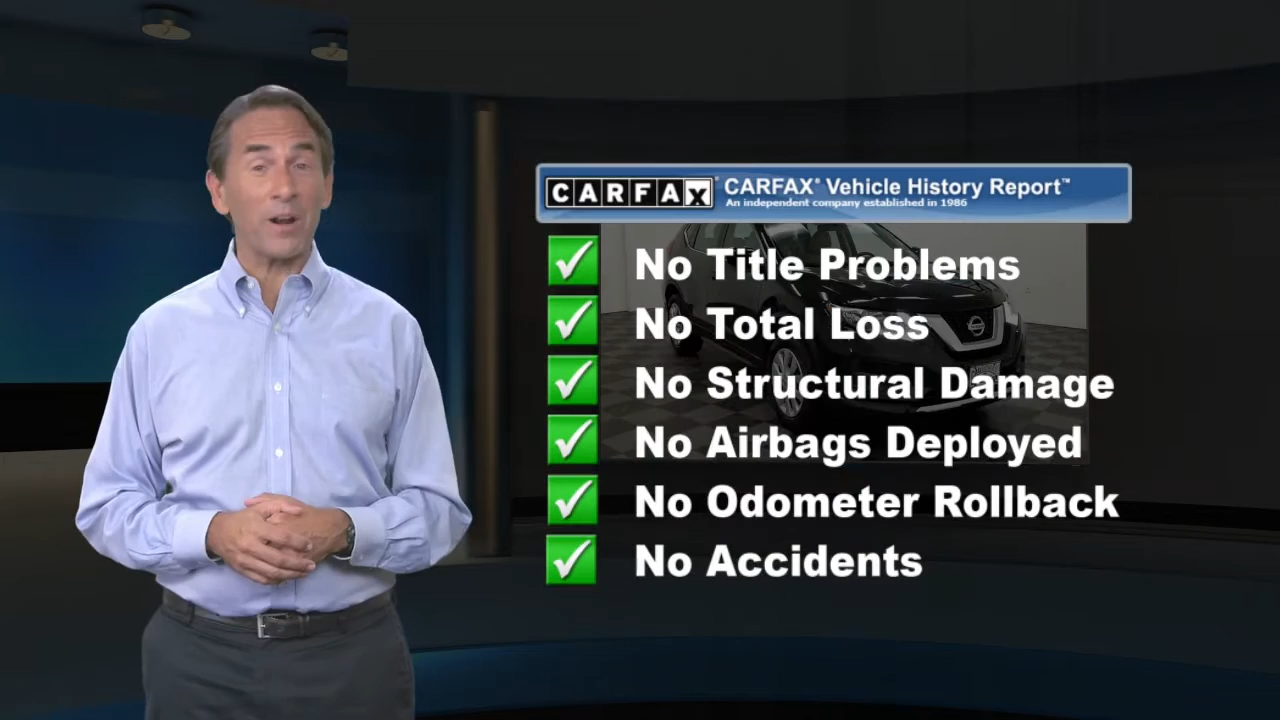 CARFAX® CARFAX® Vehicle History Report™
An independent company established in 1986
No Title Problems
No Total Loss
No Structural Damage
No Airbags Deployed
No Odometer Rollback
No Accidents